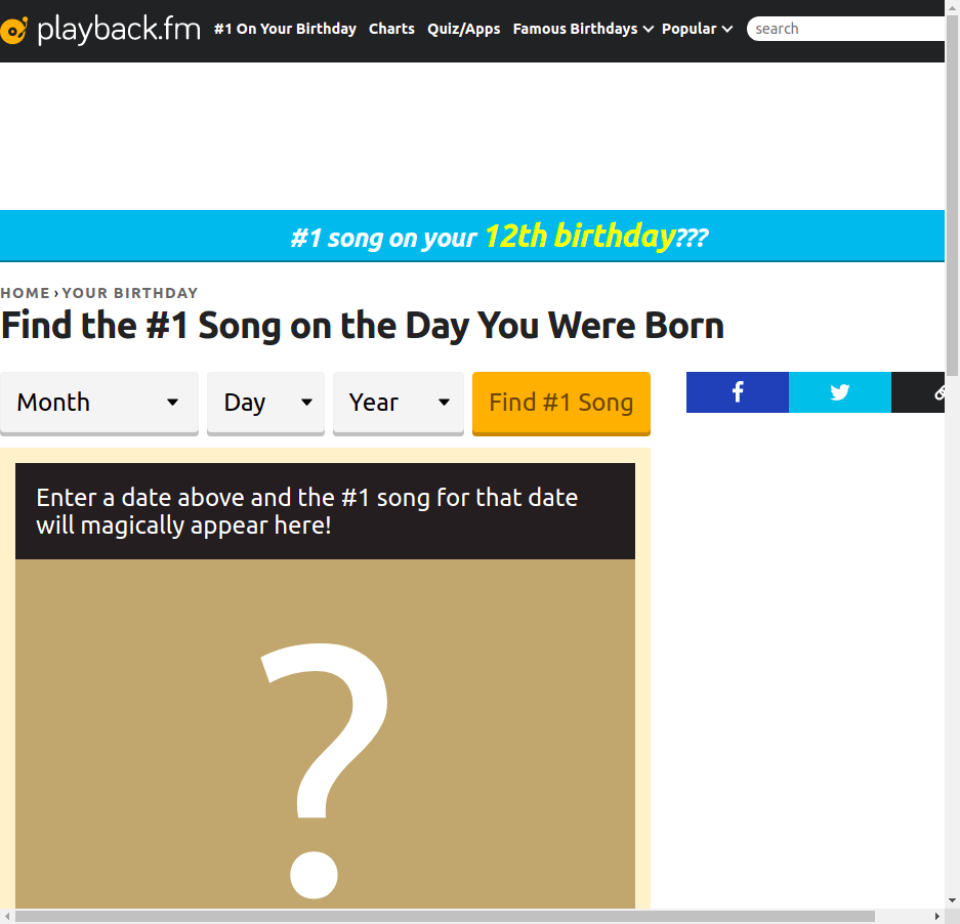 playback.fm
#1 On Your Birthday
Charts
Quiz/Apps
Famous Birthdays
Popular
search
#1 song on your 12th birthday???
HOME › YOUR BIRTHDAY
Find the #1 Song on the Day You Were Born
Month
Day
Year
Find #1 Song
Enter a date above and the #1 song for that date
will magically appear here!
?